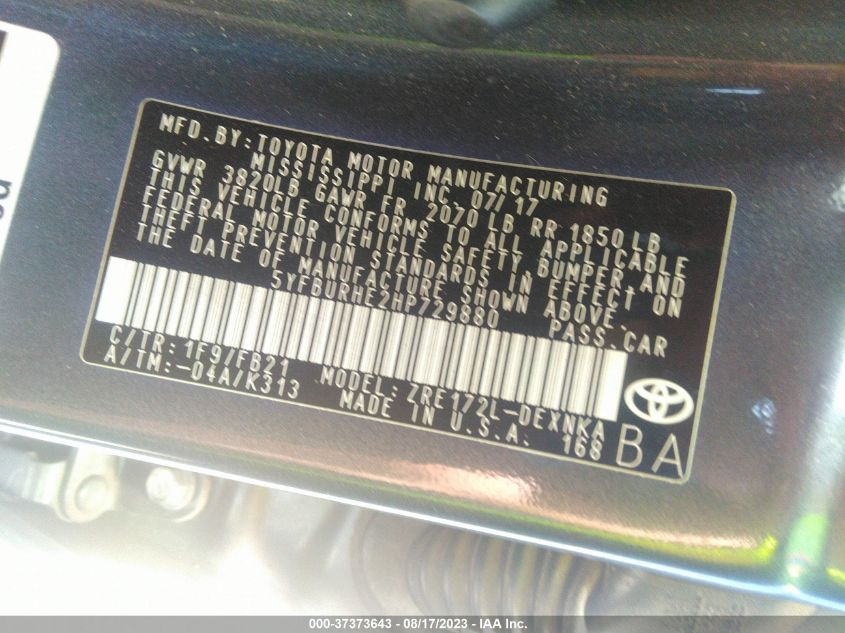 MFD.BY:TOYOTA MOTOR MANUFACTURING
MISSISSIPPI INC. 07/17
GVWR 3820LB GAWR FR 2070 LB RR 1850LB
THIS VEHICLE CONFORMS TO ALL APPLICABLE
FEDERAL MOTOR VEHICLE SAFETY,BUMPER,AND
THEFT PREVENTION STANDARDS IN EFFECT ON
THE DATE OF MANUFACTURE SHOWN ABOVE.
5YFBURHE2HP729880 PASS.CAR
C/TR:1F9/FB21
A/TM:-04A/K313 MODEL:ZRE172L-DEXNKA
MADE IN U.S.A. 168
BA
000-37373643 - 08/17/2023 - IAA Inc.